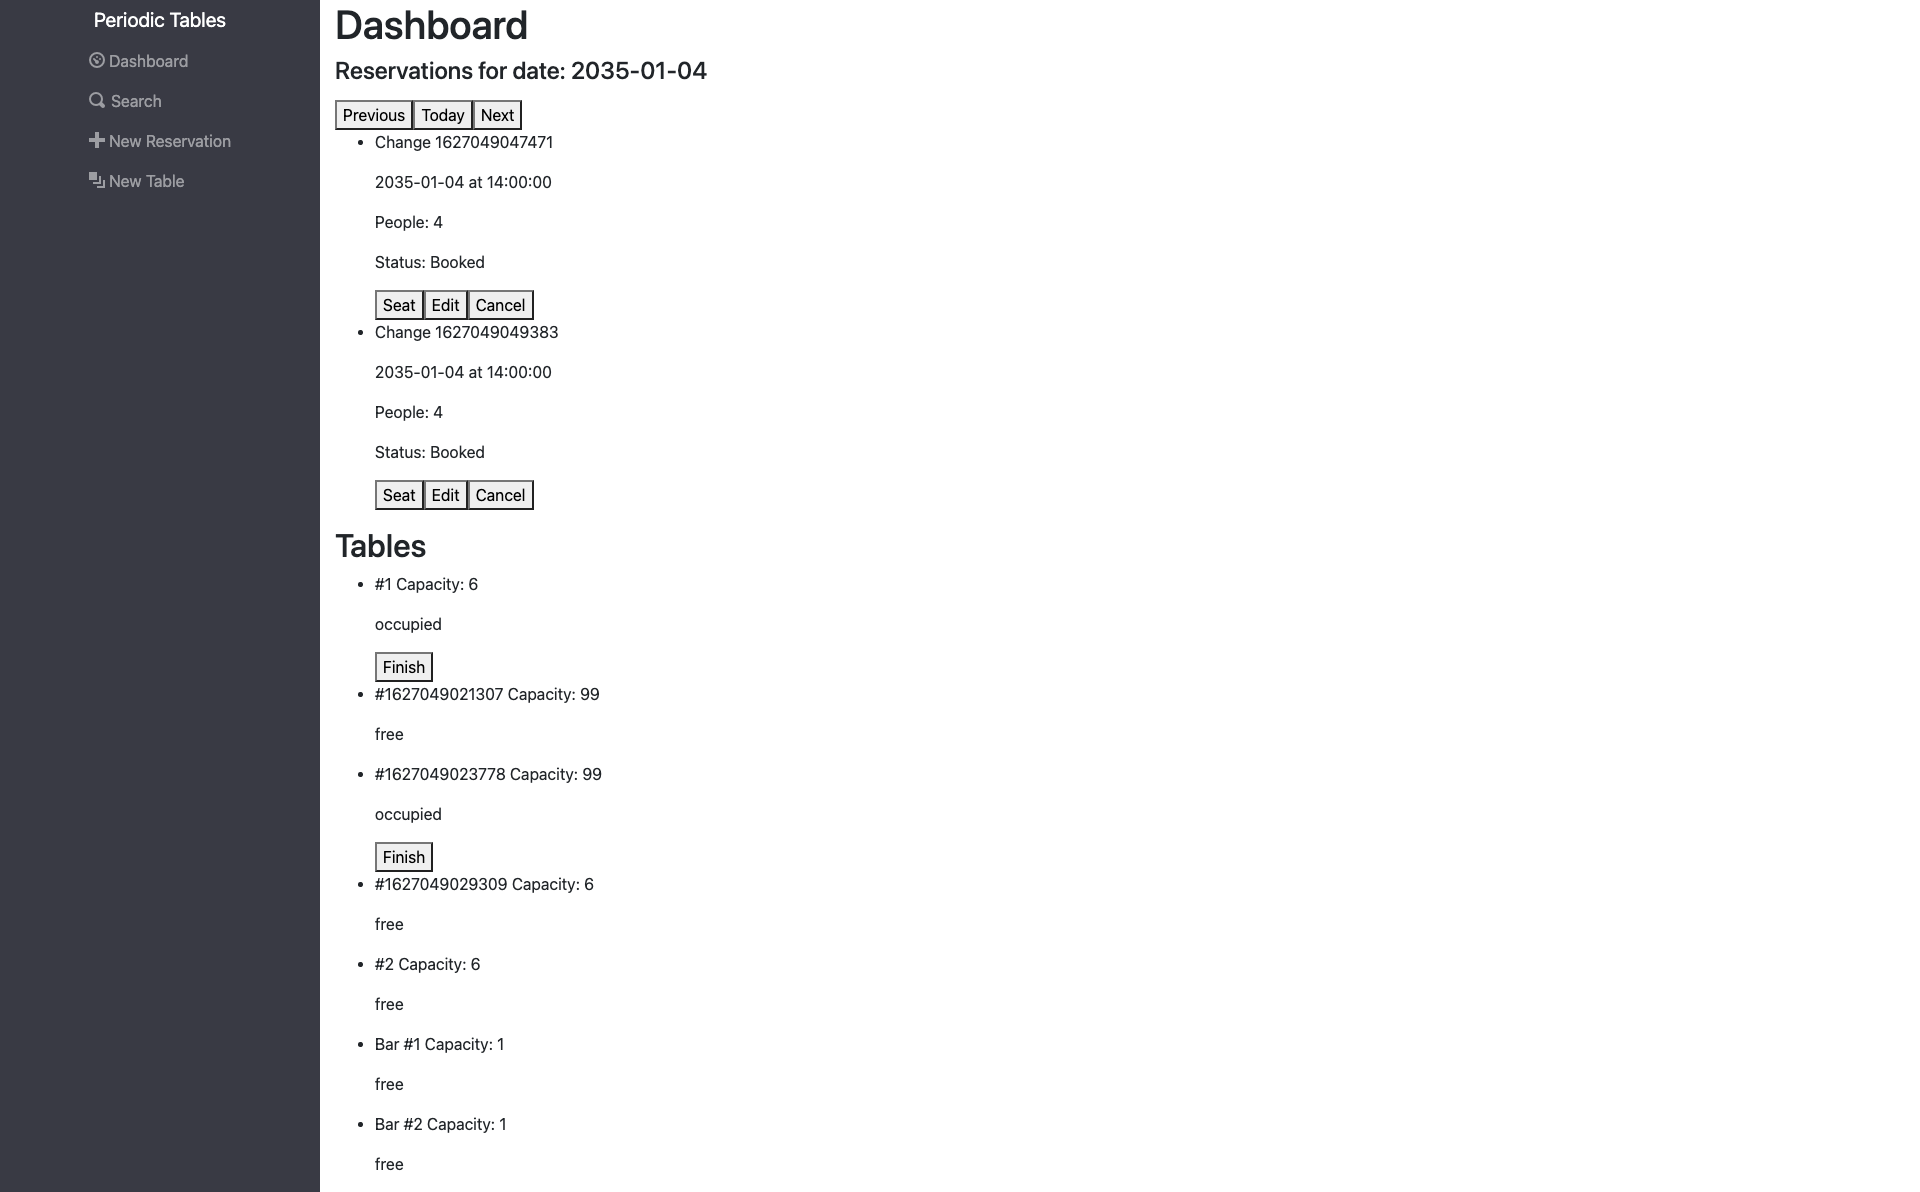 Periodic Tables
Dashboard
Search
New Reservation
New Table
Dashboard
Reservations for date: 2035-01-04
Previous Today Next
Change 1627049047471
2035-01-04 at 14:00:00
People: 4
Status: Booked
Seat Edit Cancel
Change 1627049049383
2035-01-04 at 14:00:00
People: 4
Status: Booked
Seat Edit Cancel
Tables
#1 Capacity: 6
occupied
Finish
#1627049021307 Capacity: 99
free
#1627049023778 Capacity: 99
occupied
Finish
#1627049029309 Capacity: 6
free
#2 Capacity: 6
free
Bar #1 Capacity: 1
free
Bar #2 Capacity: 1
free